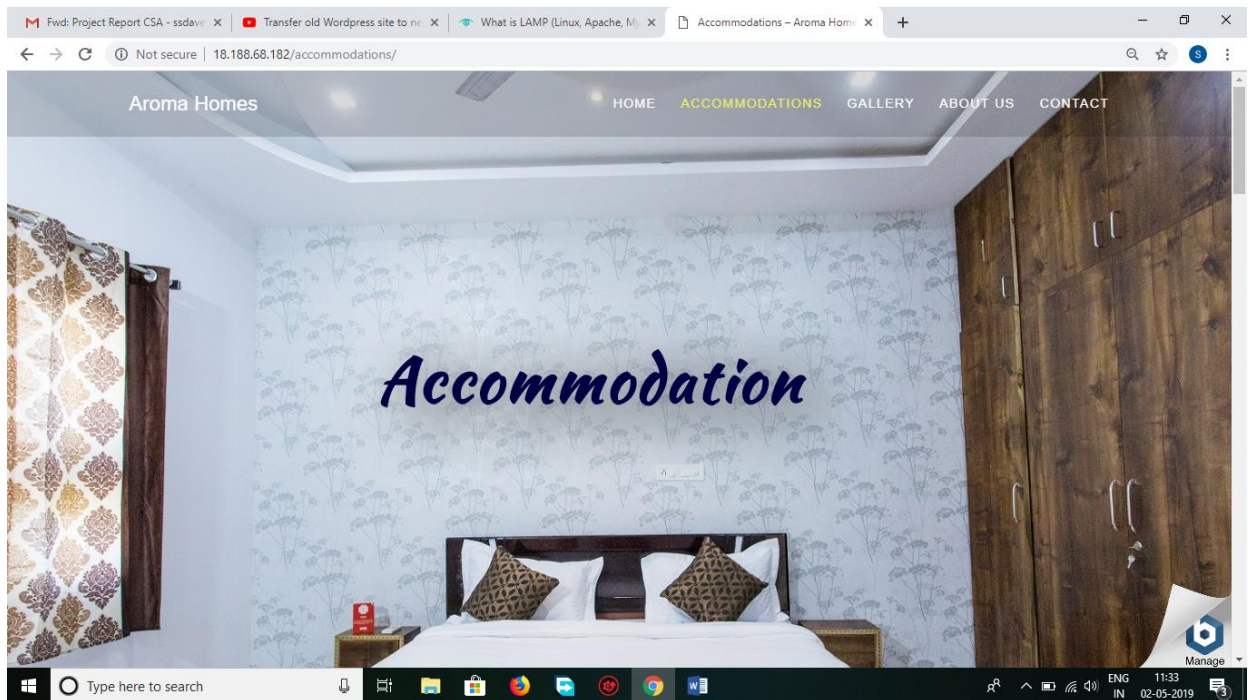 Fwd: Project Report CSA - ssdave
Transfer old Wordpress site to ne
What is LAMP (Linux, Apache, My
Accommodations – Aroma Home
Not secure | 18.188.68.182/accommodations/
S
Aroma Homes
HOME ACCOMMODATIONS GALLERY ABOUT US CONTACT
Accommodation
Manage
Type here to search
ENG
IN
11:33
02-05-2019
3